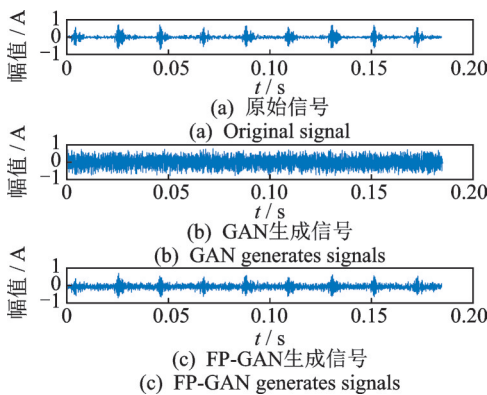 幅值 / A
1
0
−1
0 0.05 0.10 0.15 0.20
t / s
(a) 原始信号
(a) Original signal
幅值 / A
1
0
−1
0 0.05 0.10 0.15 0.20
t / s
(b) GAN生成信号
(b) GAN generates signals
幅值 / A
1
0
−1
0 0.05 0.10 0.15 0.20
t / s
(c) FP-GAN生成信号
(c) FP-GAN generates signals